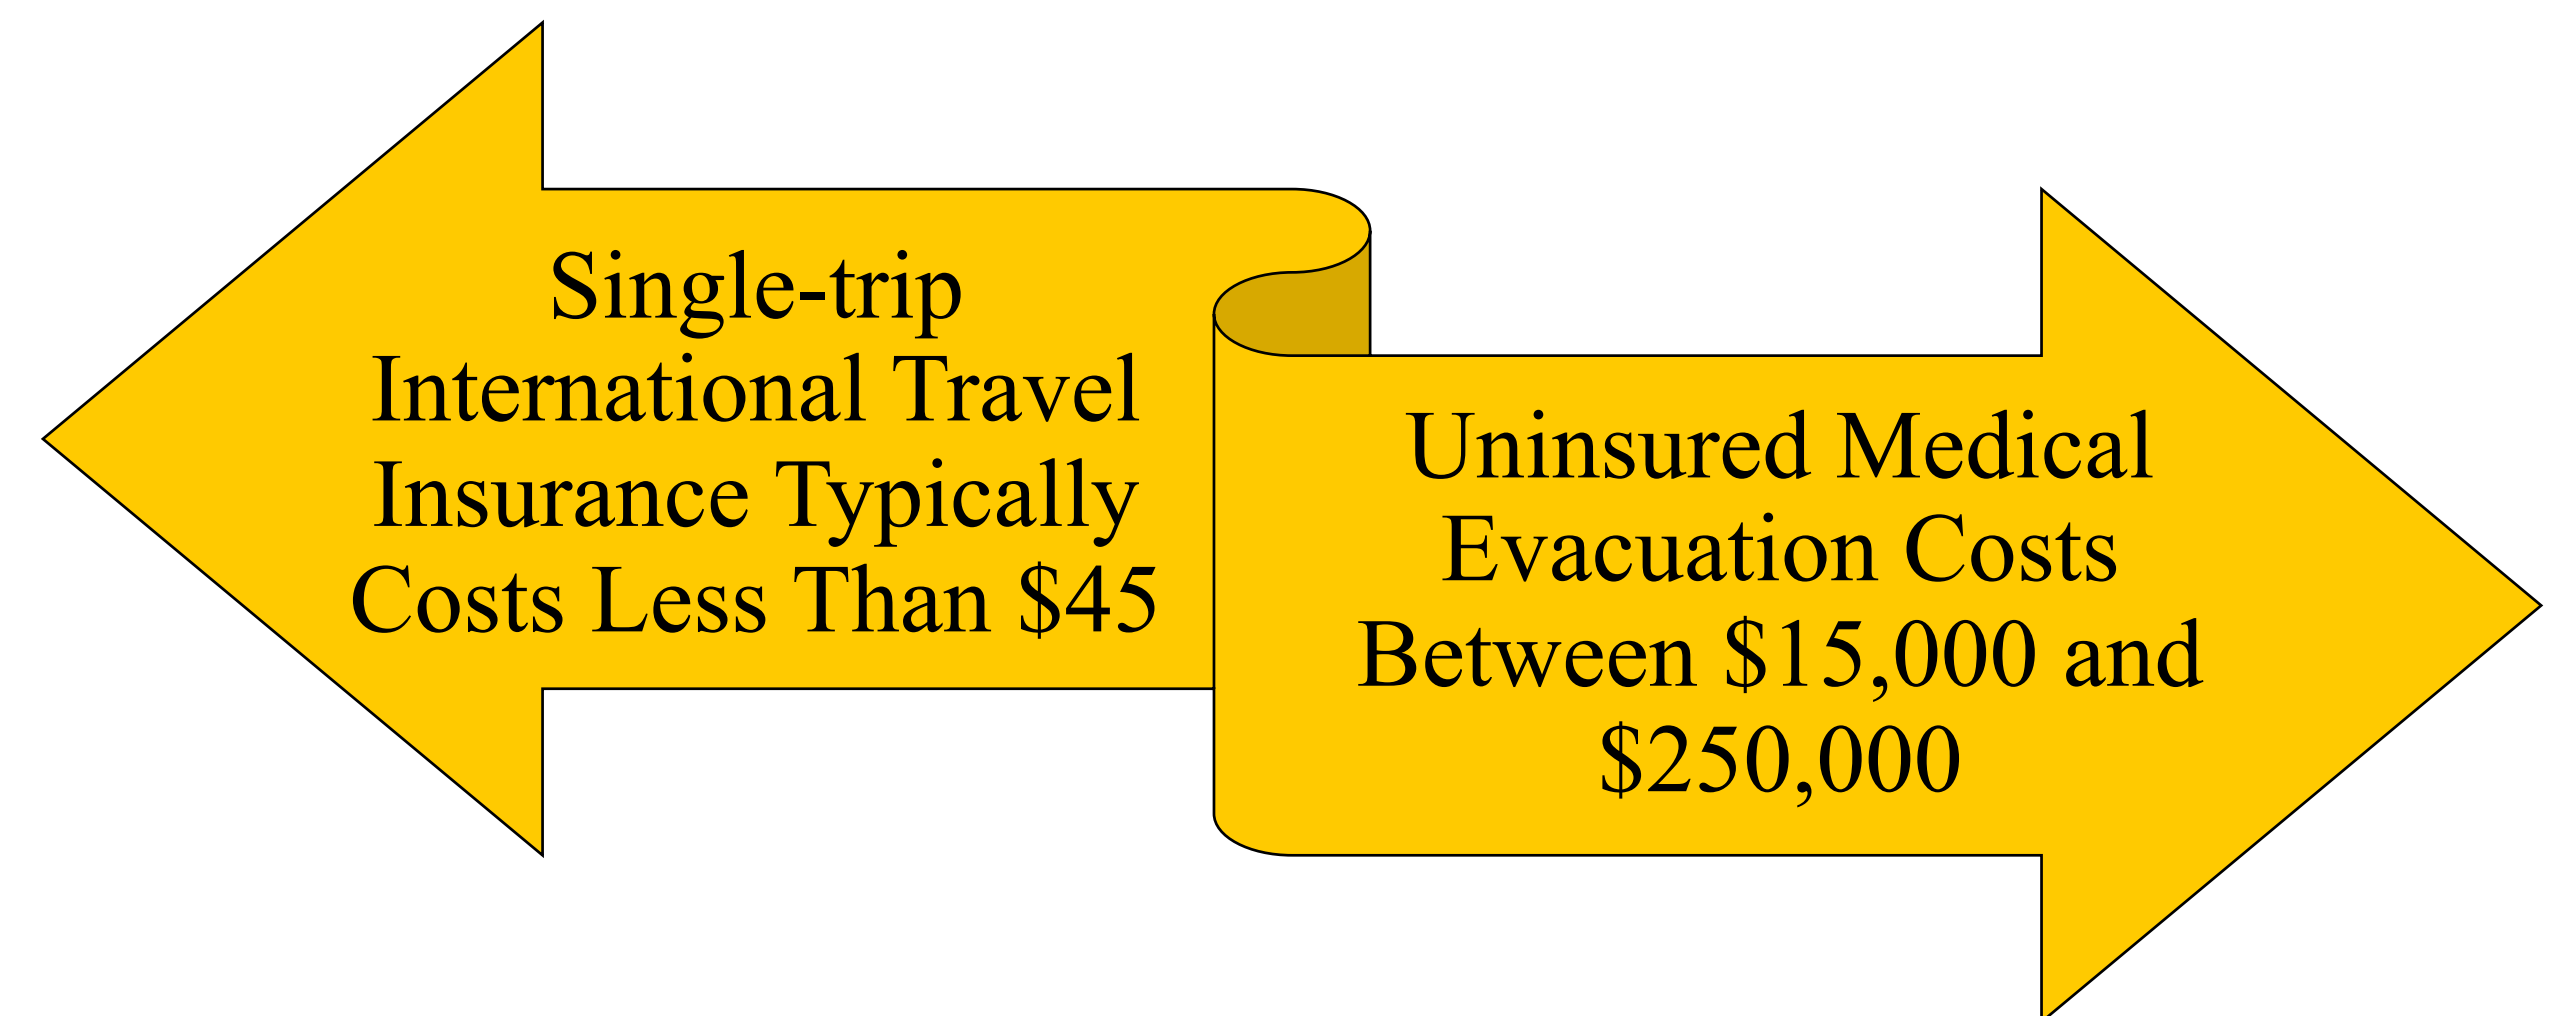 Single-trip
International Travel
Insurance Typically
Costs Less Than $45
Uninsured Medical
Evacuation Costs
Between $15,000 and
$250,000